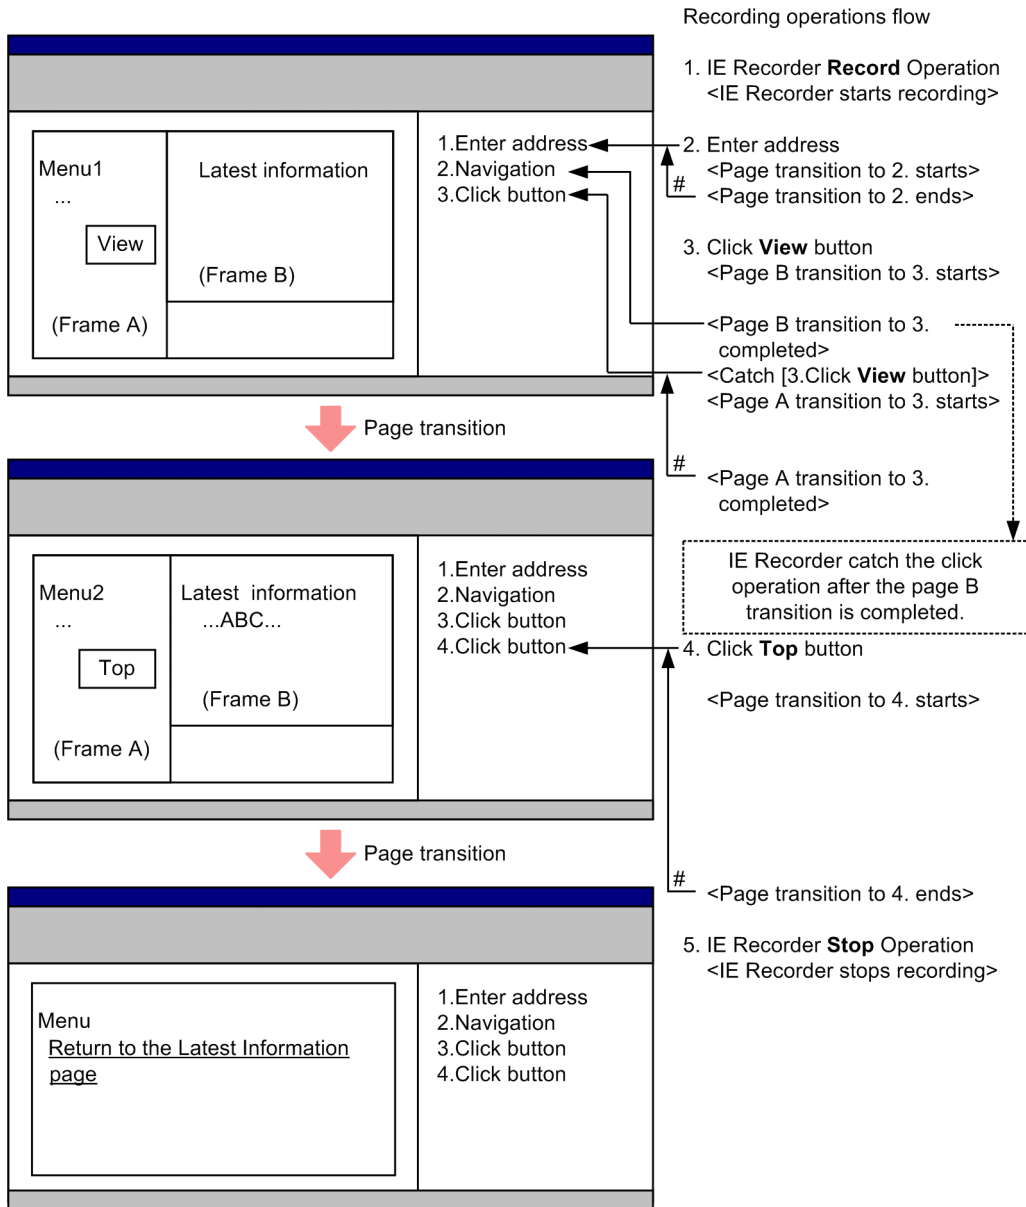 Recording operations flow
1. IE Recorder Record Operation
<IE Recorder starts recording>
Menu1
...
View
(Frame A)
Latest information
(Frame B)
1.Enter address
2.Navigation
3.Click button
2. Enter address
<Page transition to 2. starts>
#
<Page transition to 2. ends>
3. Click View button
<Page B transition to 3. starts>
<Page B transition to 3.
completed>
<Catch [3.Click View button]>
<Page A transition to 3. starts>
#
<Page A transition to 3.
completed>
Page transition
IE Recorder catch the click
operation after the page B
transition is completed.
Menu2
...
Top
(Frame A)
Latest information
...ABC...
(Frame B)
1.Enter address
2.Navigation
3.Click button
4.Click button
4. Click Top button
<Page transition to 4. starts>
Page transition
#
<Page transition to 4. ends>
5. IE Recorder Stop Operation
<IE Recorder stops recording>
Menu
Return to the Latest Information
page
1.Enter address
2.Navigation
3.Click button
4.Click button